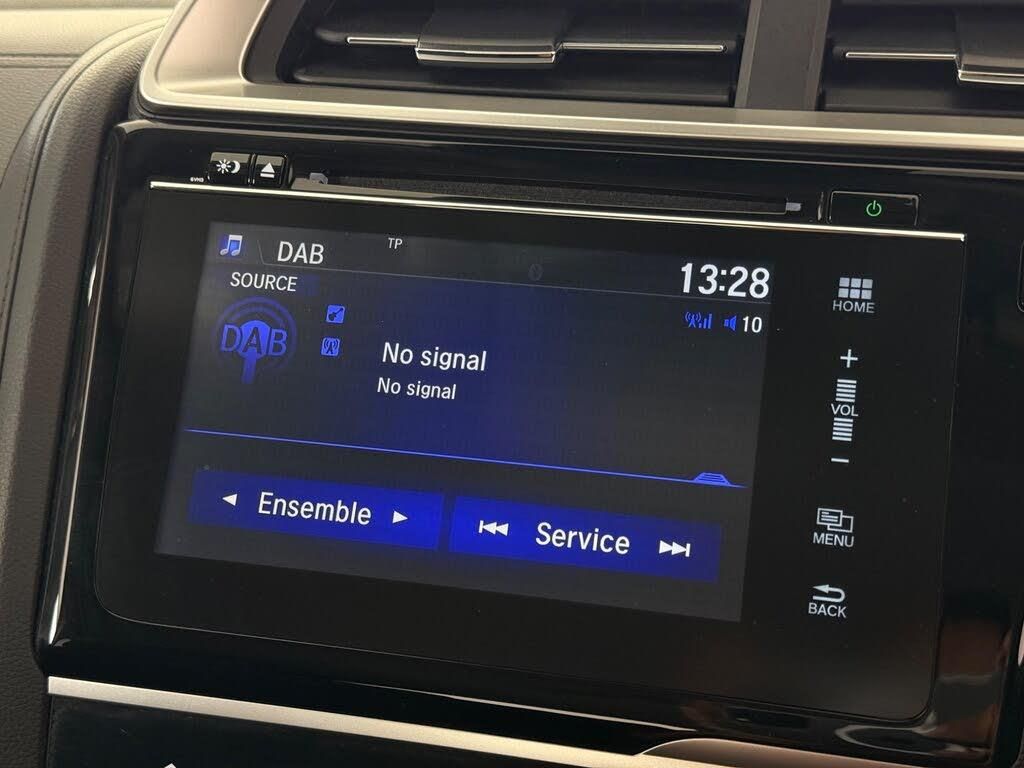 DAB
TP
13:28
SOURCE
10
DAB
No signal
No signal
Ensemble
Service
HOME
+
VOL
−
MENU
BACK